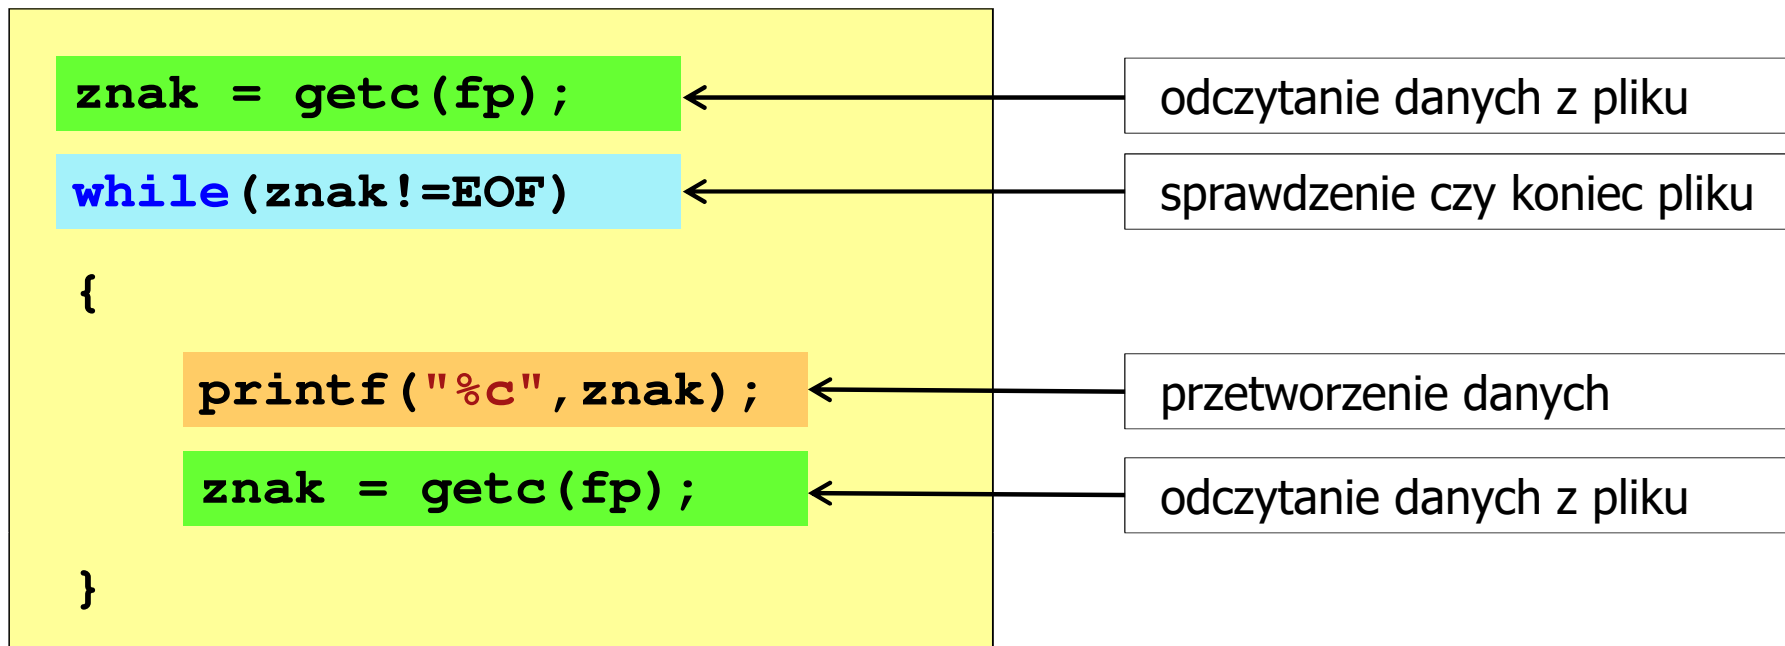 znak = getc(fp);
odczytanie danych z pliku
while(znak!=EOF)
sprawdzenie czy koniec pliku
{
printf("%c",znak);
przetworzenie danych
znak = getc(fp);
odczytanie danych z pliku
}